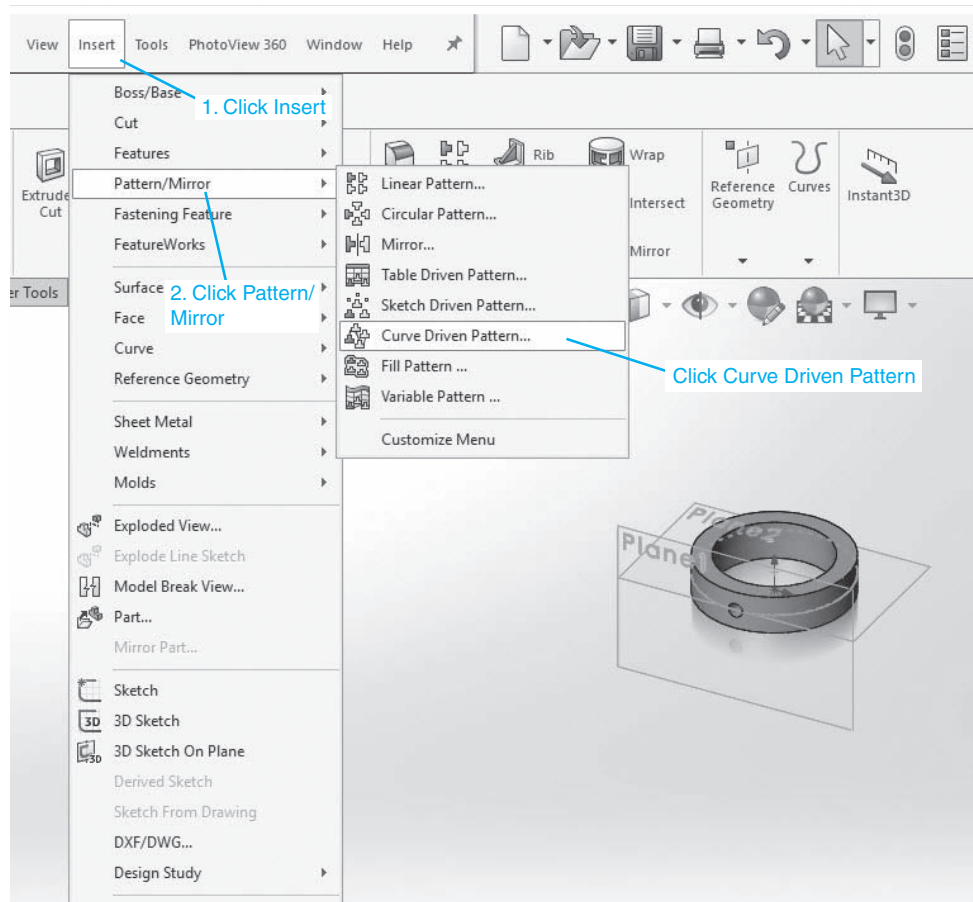 View Insert Tools PhotoView 360 Window Help
Boss/Base
1. Click Insert
Cut
Features
Rib
Wrap
Extrude
Cut
Pattern/Mirror
Linear Pattern...
Reference
Geometry
Curves
Instant3D
Fastening Feature
Circular Pattern...
Intersect
FeatureWorks
Mirror...
Mirror
er Tools
Surface
2. Click Pattern/
Mirror
Table Driven Pattern...
Face
Sketch Driven Pattern...
Curve
Curve Driven Pattern...
Click Curve Driven Pattern
Reference Geometry
Fill Pattern ...
Variable Pattern ...
Sheet Metal
Customize Menu
Weldments
Molds
Exploded View...
Plane2
Plane1
Explode Line Sketch
Model Break View...
Part...
Mirror Part...
Sketch
3D 3D Sketch
3D 3D Sketch On Plane
Derived Sketch
Sketch From Drawing
DXF/DWG...
Design Study